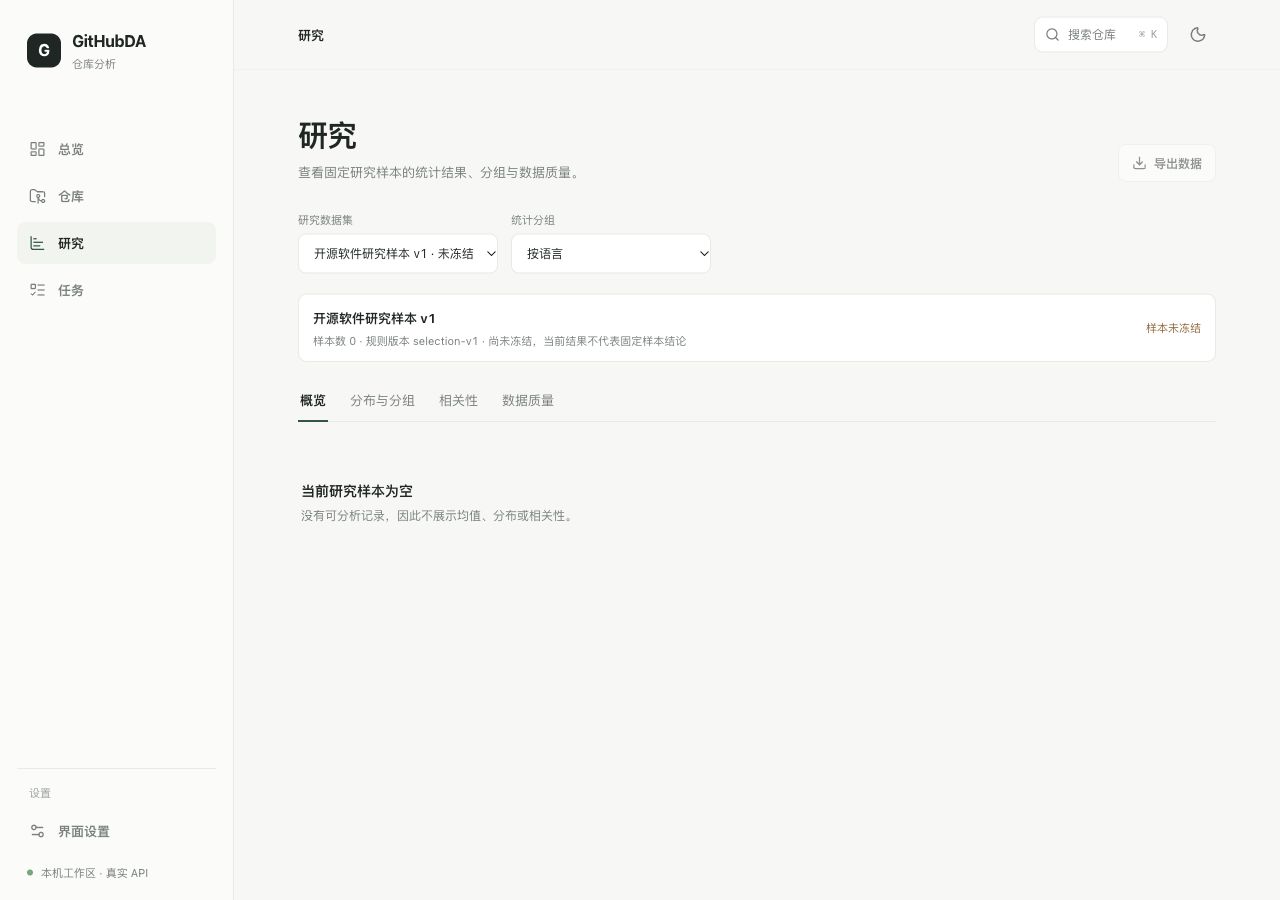 G
GitHubDA
仓库分析
总览
仓库
研究
任务
设置
界面设置
本机工作区 · 真实 API
研究
搜索仓库 ⌘ K
研究
查看固定研究样本的统计结果、分组与数据质量。
导出数据
研究数据集 统计分组
开源软件研究样本 v1 · 未冻结 按语言
开源软件研究样本 v1
样本数 0 · 规则版本 selection-v1 · 尚未冻结，当前结果不代表固定样本结论
样本未冻结
概览 分布与分组 相关性 数据质量
当前研究样本为空
没有可分析记录，因此不展示均值、分布或相关性。